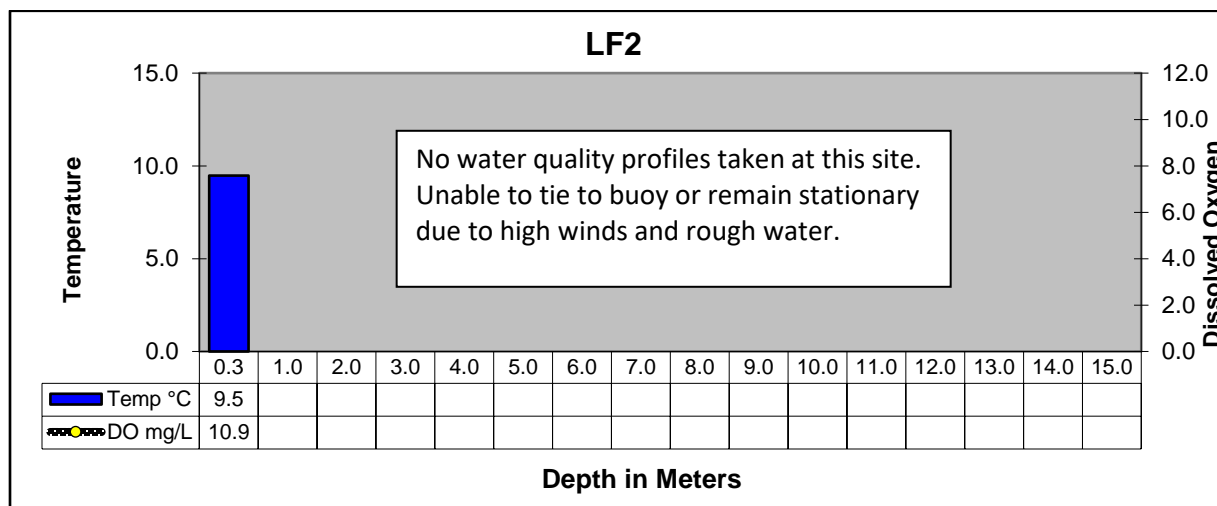 LF2
15.0
10.0
5.0
0.0
Temperature
No water quality profiles taken at this site.
Unable to tie to buoy or remain stationary
due to high winds and rough water.
12.0
10.0
8.0
6.0
4.0
2.0
0.0
Dissolved Oxygen
0.3 1.0 2.0 3.0 4.0 5.0 6.0 7.0 8.0 9.0 10.0 11.0 12.0 13.0 14.0 15.0
Temp °C 9.5
DO mg/L 10.9
Depth in Meters